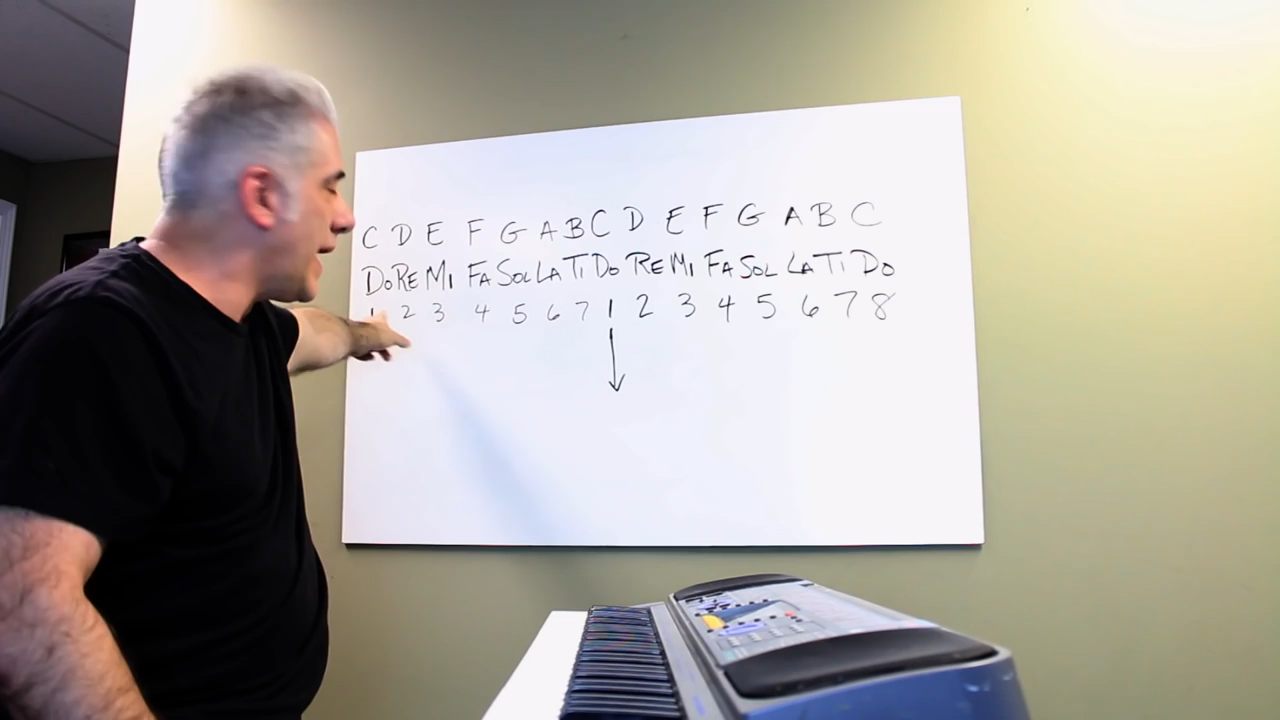 C D E F G A B C D E F G A B C
Do Re Mi Fa Sol La Ti Do Re Mi Fa Sol La Ti Do
1 2 3 4 5 6 7 1 2 3 4 5 6 7 8